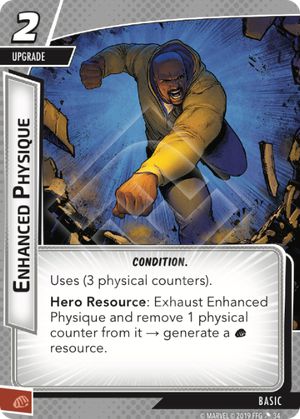 2
UPGRADE
ENHANCED PHYSIQUE
CONDITION.
Uses (3 physical counters).
Hero Resource: Exhaust Enhanced
Physique and remove 1 physical
counter from it → generate a
resource.
BASIC
© MARVEL © 2019 FFG 34